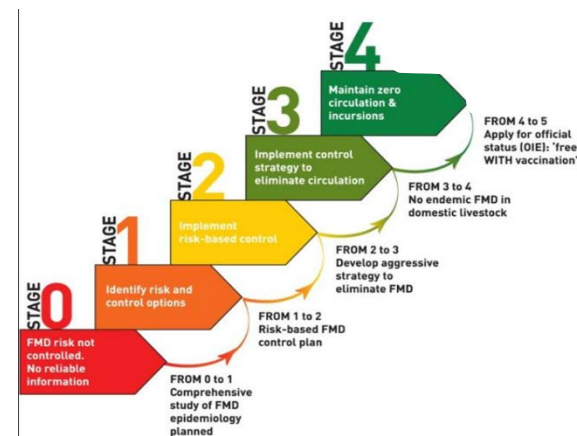 STAGE 4
Maintain zero
circulation &
incursions
FROM 4 to 5
Apply for official
status (OIE): 'free
WITH vaccination'
STAGE 3
Implement control
strategy to
eliminate circulation
FROM 3 to 4
No endemic FMD in
domestic livestock
STAGE 2
Implement
risk-based control
FROM 2 to 3
Develop aggressive
strategy to
eliminate FMD
STAGE 1
Identify risk and
control options
FROM 1 to 2
Risk-based FMD
control plan
STAGE 0
FMD risk not
controlled.
No reliable
information
FROM 0 to 1
Comprehensive
study of FMD
epidemiology
planned